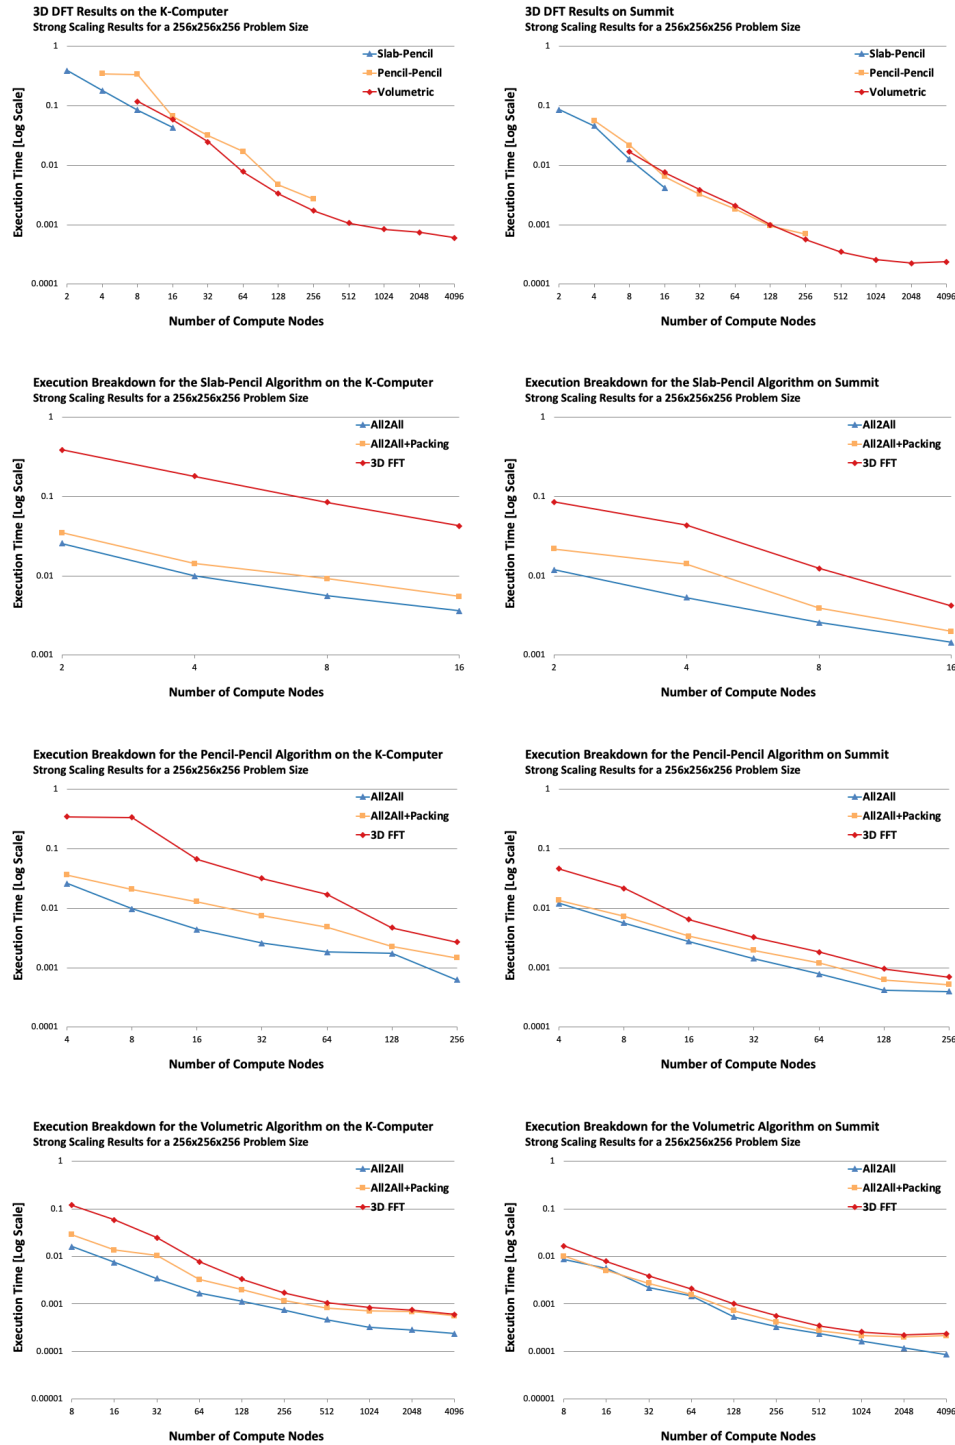 3D DFT Results on the K-Computer
Strong Scaling Results for a 256x256x256 Problem Size
Execution Time [Log Scale]
1
0.1
0.01
0.001
0.0001
Slab-Pencil
Pencil-Pencil
Volumetric
2 4 8 16 32 64 128 256 512 1024 2048 4096
Number of Compute Nodes
3D DFT Results on Summit
Strong Scaling Results for a 256x256x256 Problem Size
Execution Time [Log Scale]
1
0.1
0.01
0.001
0.0001
Slab-Pencil
Pencil-Pencil
Volumetric
2 4 8 16 32 64 128 256 512 1024 2048 4096
Number of Compute Nodes
Execution Breakdown for the Slab-Pencil Algorithm on the K-Computer
Strong Scaling Results for a 256x256x256 Problem Size
Execution Time [Log Scale]
1
0.1
0.01
0.001
All2All
All2All+Packing
3D FFT
2 4 8 16
Number of Compute Nodes
Execution Breakdown for the Slab-Pencil Algorithm on Summit
Strong Scaling Results for a 256x256x256 Problem Size
Execution Time [Log Scale]
1
0.1
0.01
0.001
All2All
All2All+Packing
3D FFT
2 4 8 16
Number of Compute Nodes
Execution Breakdown for the Pencil-Pencil Algorithm on the K-Computer
Strong Scaling Results for a 256x256x256 Problem Size
Execution Time [Log Scale]
1
0.1
0.01
0.001
0.0001
All2All
All2All+Packing
3D FFT
4 8 16 32 64 128 256
Number of Compute Nodes
Execution Breakdown for the Pencil-Pencil Algorithm on Summit
Strong Scaling Results for a 256x256x256 Problem Size
Execution Time [Log Scale]
1
0.1
0.01
0.001
0.0001
All2All
All2All+Packing
3D FFT
4 8 16 32 64 128 256
Number of Compute Nodes
Execution Breakdown for the Volumetric Algorithm on the K-Computer
Strong Scaling Results for a 256x256x256 Problem Size
Execution Time [Log Scale]
1
0.1
0.01
0.001
0.0001
0.00001
All2All
All2All+Packing
3D FFT
8 16 32 64 128 256 512 1024 2048 4096
Number of Compute Nodes
Execution Breakdown for the Volumetric Algorithm on Summit
Strong Scaling Results for a 256x256x256 Problem Size
Execution Time [Log Scale]
1
0.1
0.01
0.001
0.0001
0.00001
All2All
All2All+Packing
3D FFT
8 16 32 64 128 256 512 1024 2048 4096
Number of Compute Nodes